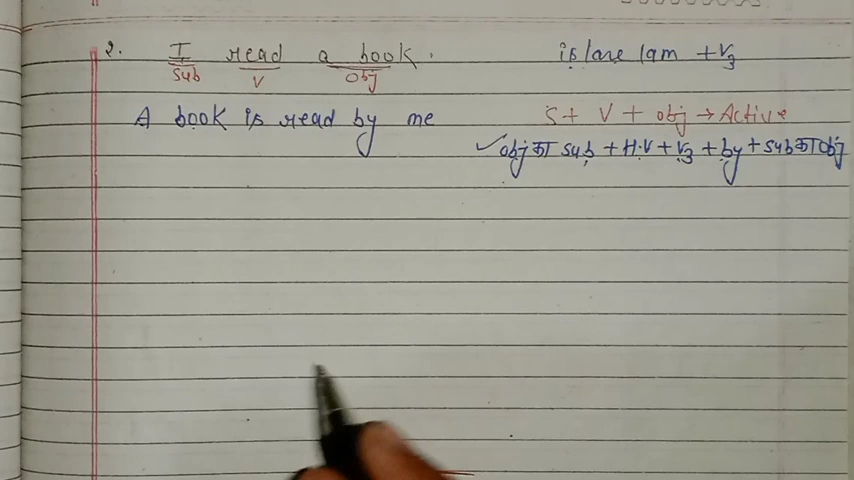 2. I read a book. is/are/am + V3
Sub V Obj
A book is read by me S + V + obj → Active
✓obj का sub + H.V + V3 + by + sub का obj